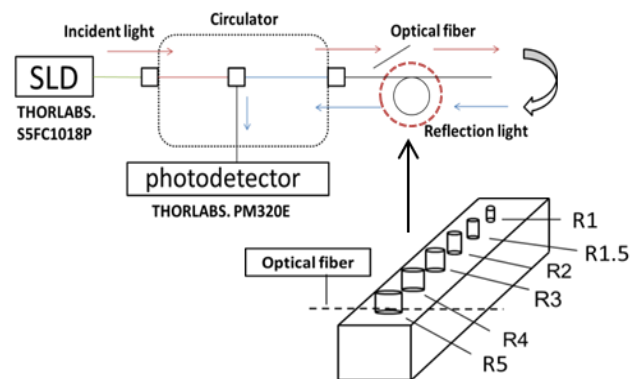 Circulator
Incident light
Optical fiber
SLD
THORLABS.
S5FC1018P
Reflection light
photodetector
THORLABS. PM320E
R1
R1.5
Optical fiber
R2
R3
R4
R5